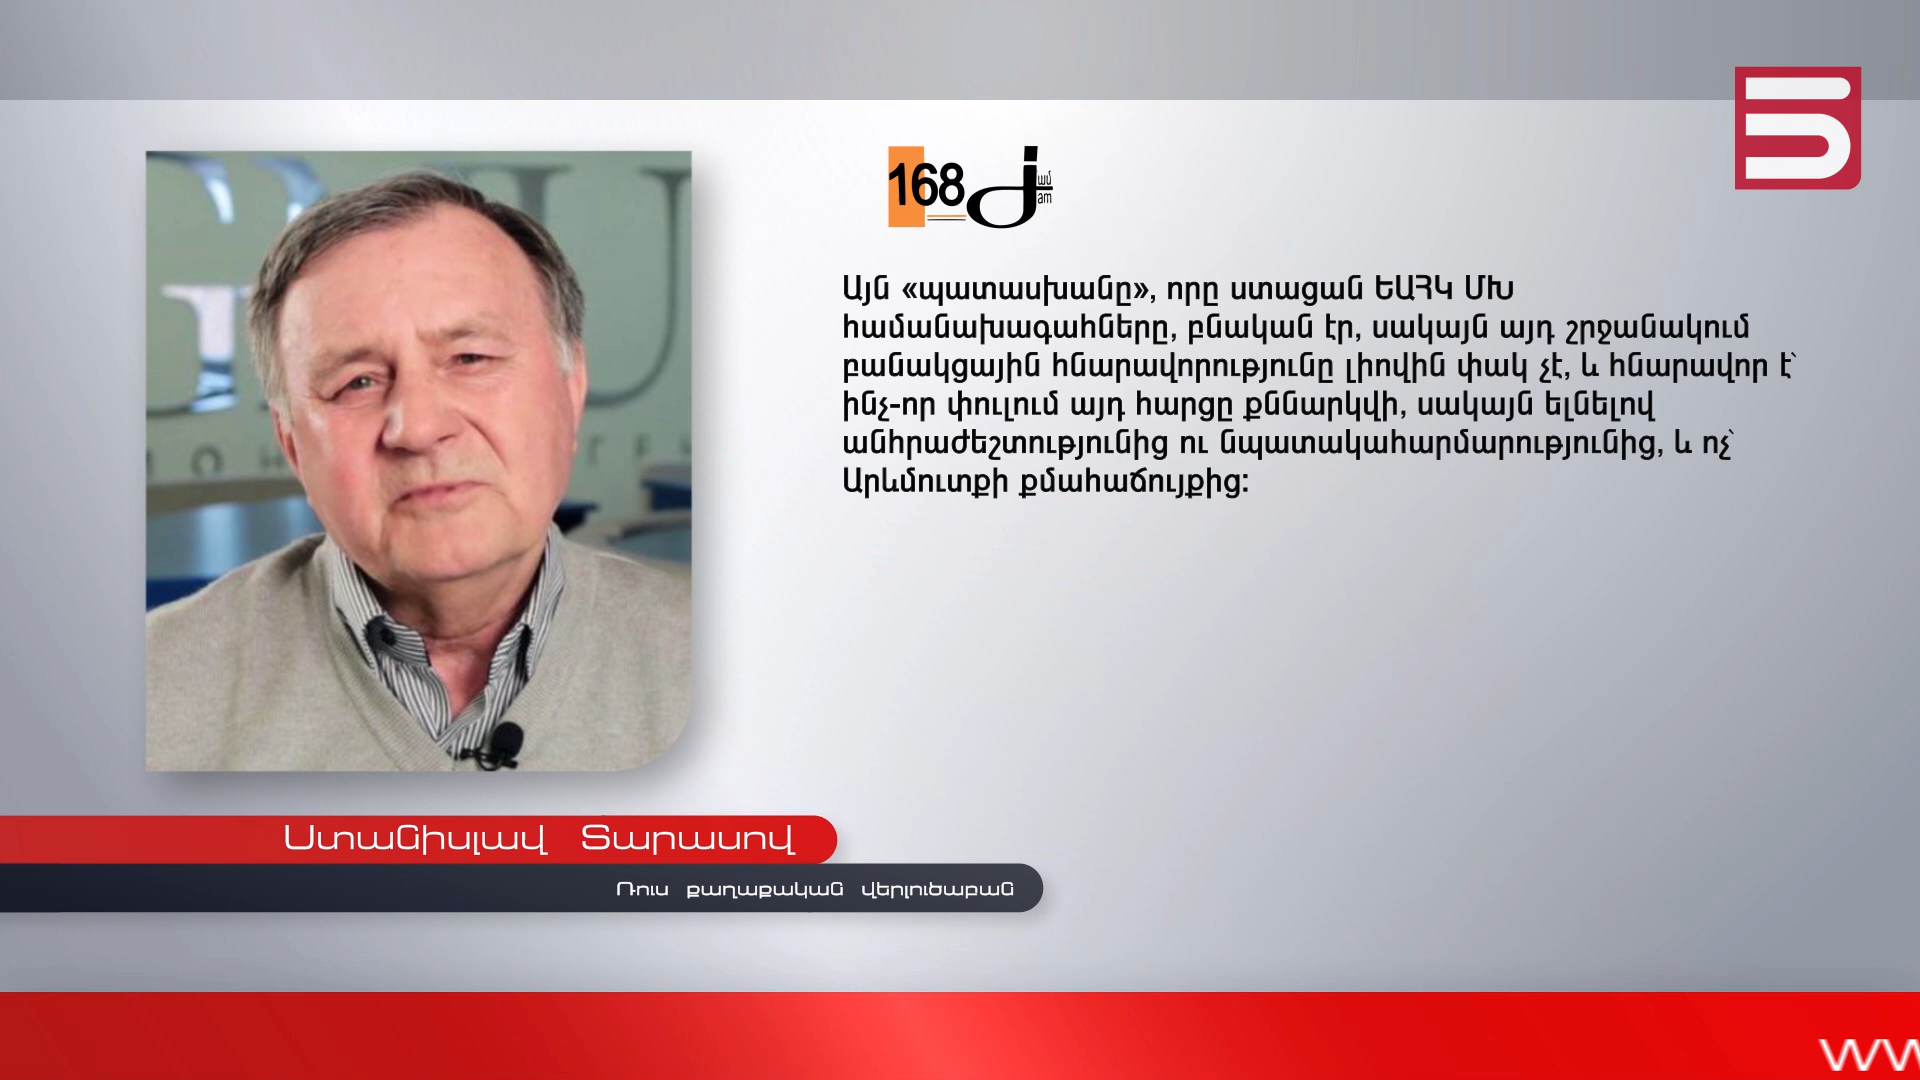 168 Ժ
ամ
am
Այն «պատասխանը», որը ստացան ԵԱՀԿ ՄԽ
համանախագահները, բնական էր, սակայն այդ շրջանակում
բանակցային հնարավորությունը լիովին փակ չէ, և հնարավոր է՝
ինչ-որ փուլում այդ հարցը քննարկվի, սակայն ելնելով
անհրաժեշտությունից ու նպատակահարմարությունից, և ոչ՝
Արևմուտքի քմահաճույքից:
Ստանիսլավ Տարասով
Ռուս քաղաքական վերլուծաբան